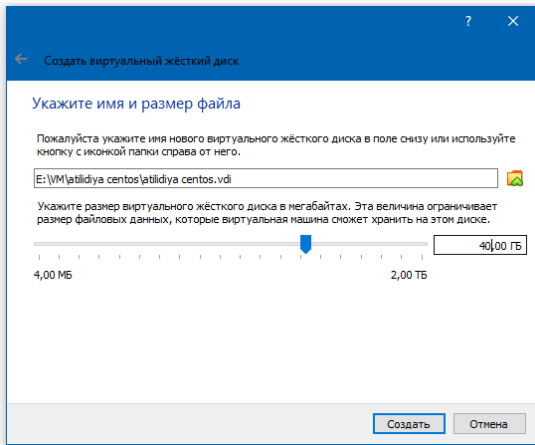 Создать виртуальный жёсткий диск
Укажите имя и размер файла
Пожалуйста укажите имя нового виртуального жёсткого диска в поле снизу или используйте
кнопку с иконкой папки справа от него.
E:\VM\atilidiya centos\atilidiya centos.vdi
Укажите размер виртуального жёсткого диска в мегабайтах. Эта величина ограничивает
размер файловых данных, которые виртуальная машина сможет хранить на этом диске.
40,00 ГБ
4,00 МБ 2,00 ТБ
Создать Отмена